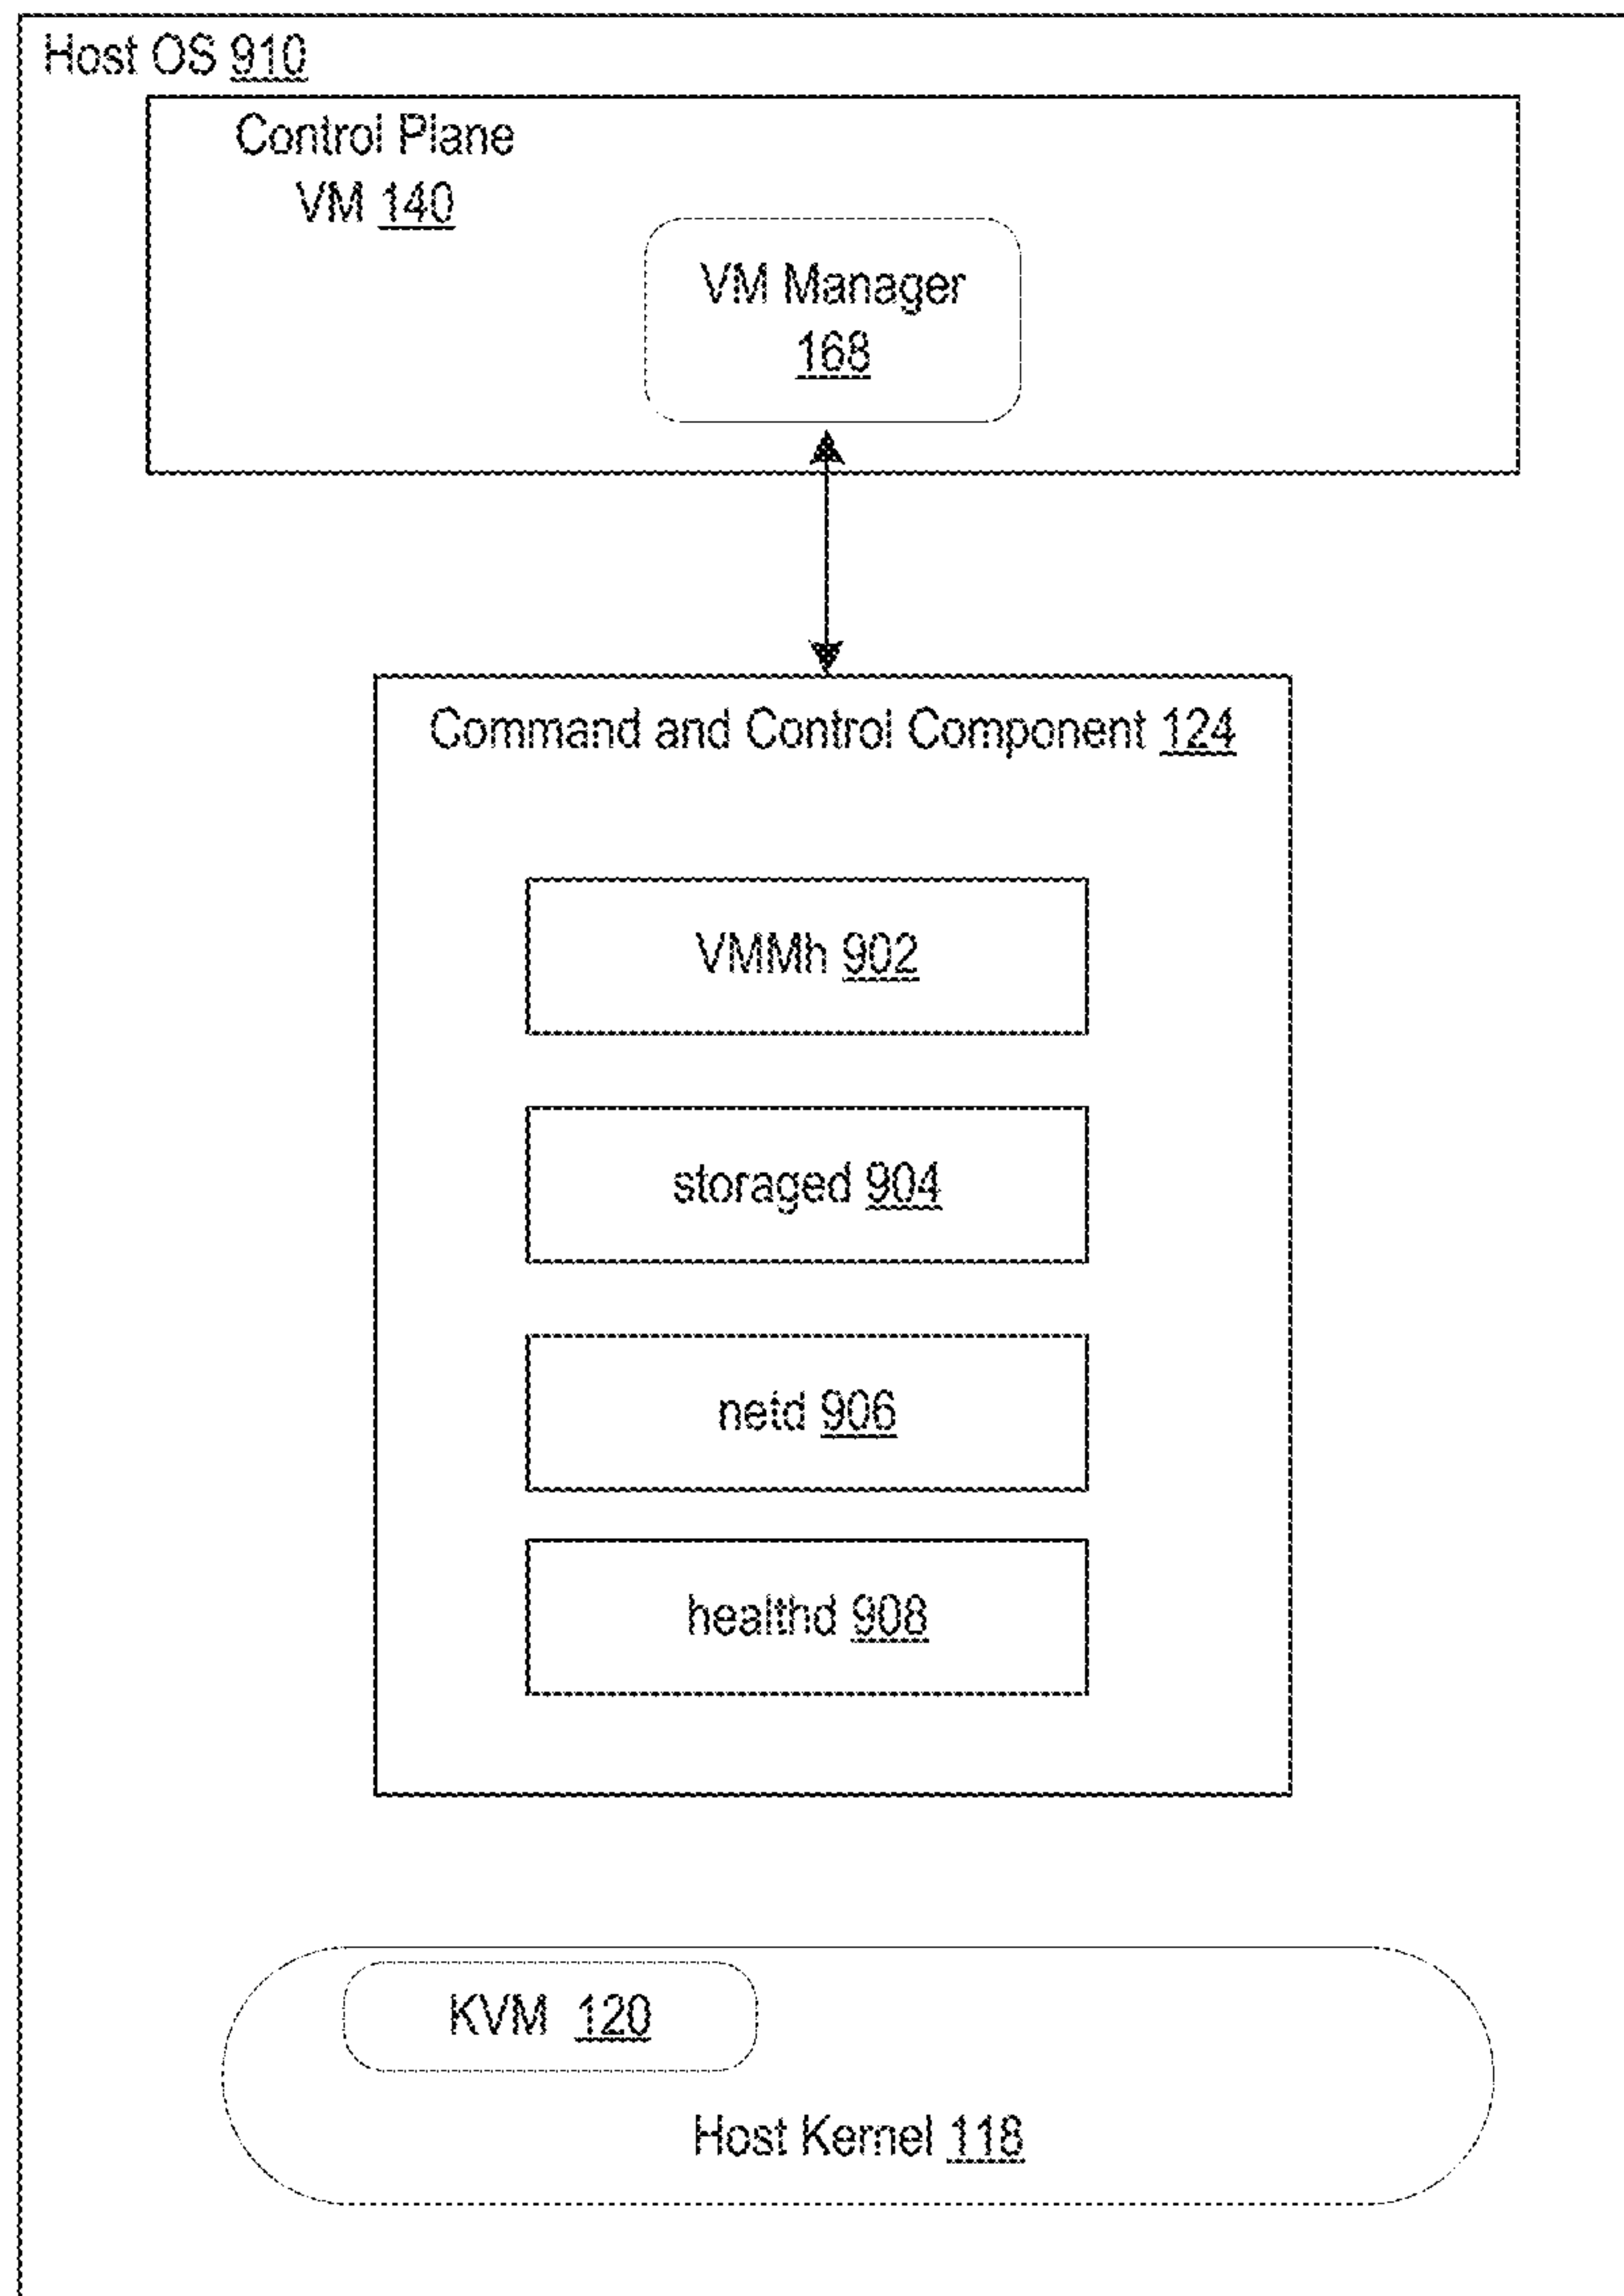 Host OS 910
Control Plane
VM 140
VM Manager
168
Command and Control Component 124
VMMh 902
storaged 904
netd 906
healthd 908
KVM 120
Host Kernel 118